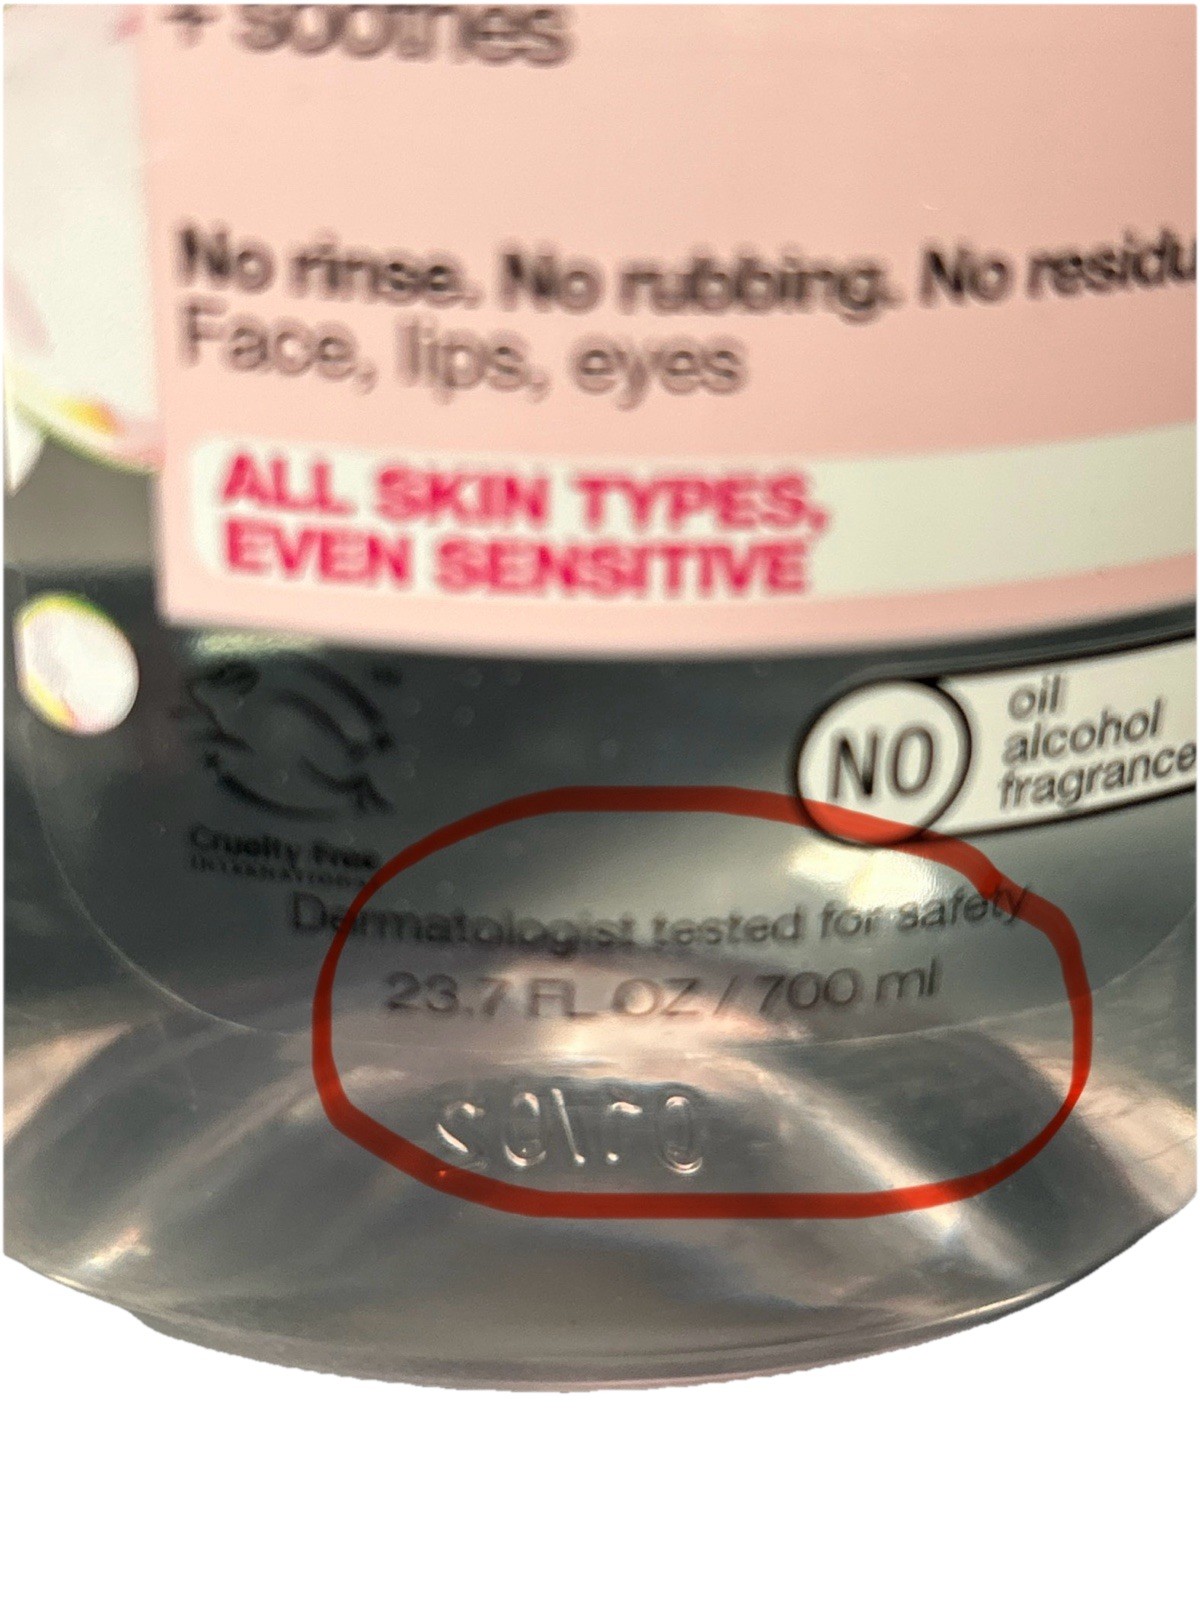 + soothes
No rinse. No rubbing. No residu
Face, lips, eyes
ALL SKIN TYPES,
EVEN SENSITIVE
NO
oil
alcohol
fragrance
Cruelty Free
INTERNATIONAL
Dermatologist tested for safety
23.7 FL OZ / 700 ml